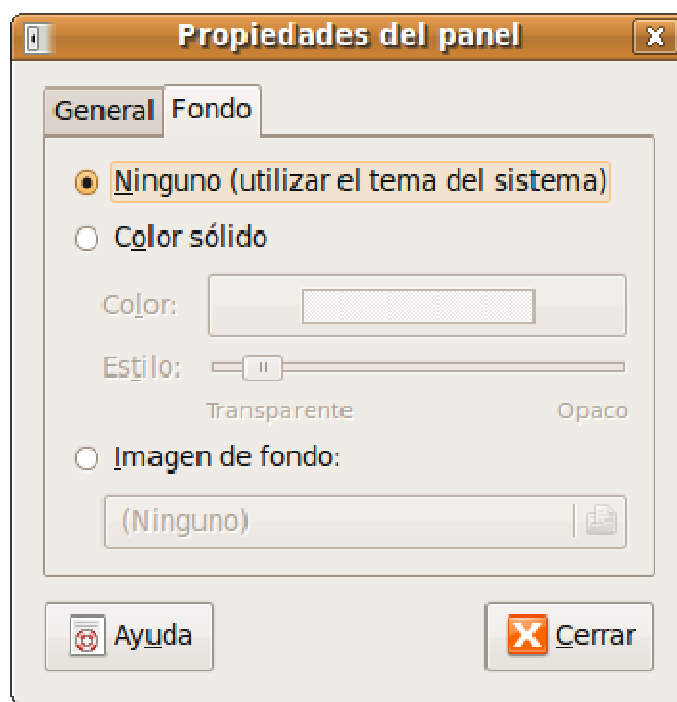 Propiedades del panel
General Fondo
Ninguno (utilizar el tema del sistema)
Color sólido
Color:
Estilo:
Transparente Opaco
Imagen de fondo:
(Ninguno)
Ayuda Cerrar